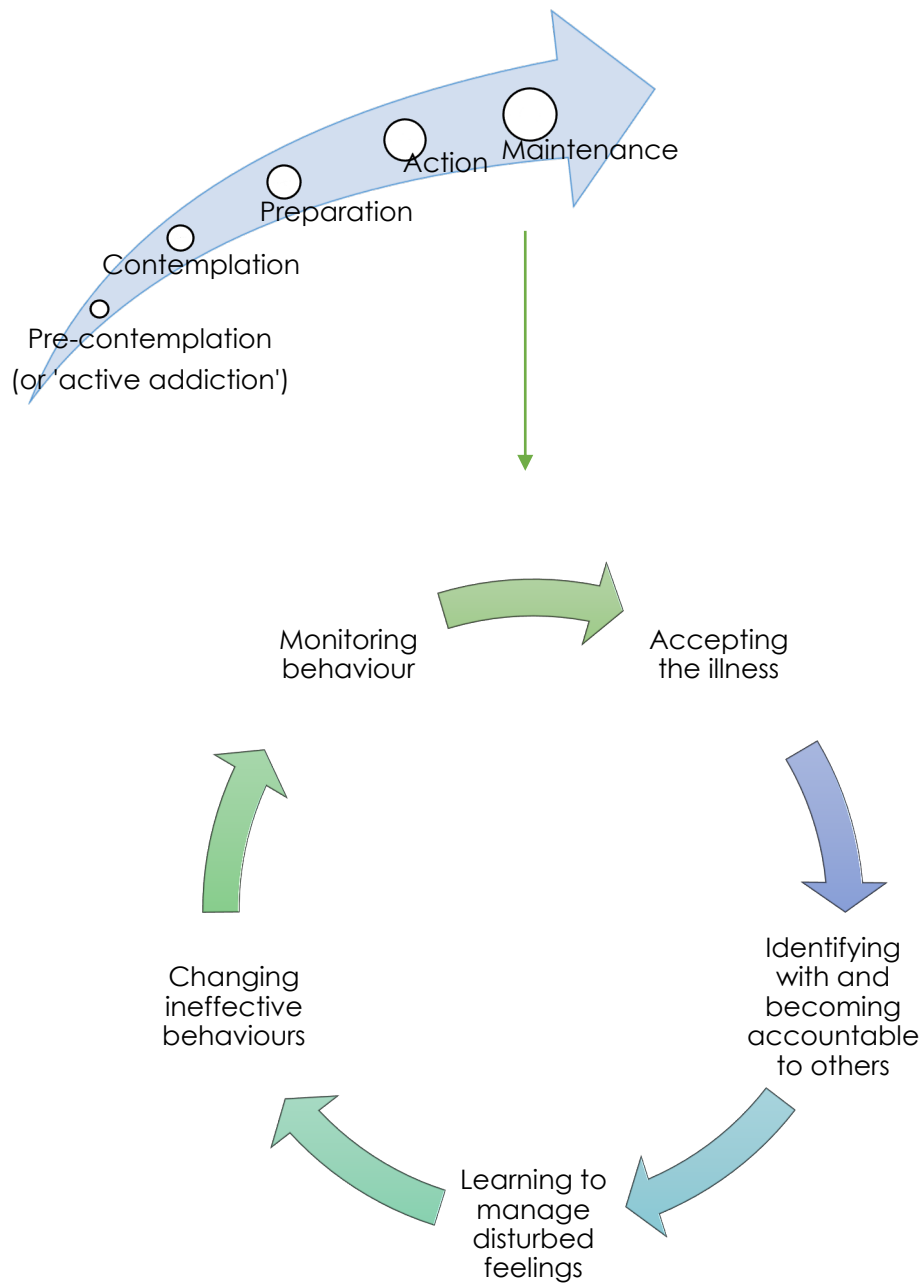 Maintenance
Action
Preparation
Contemplation
Pre-contemplation
(or 'active addiction')
Monitoring
behaviour
Accepting
the illness
Identifying
with and
becoming
accountable
to others
Changing
ineffective
behaviours
Learning to
manage
disturbed
feelings